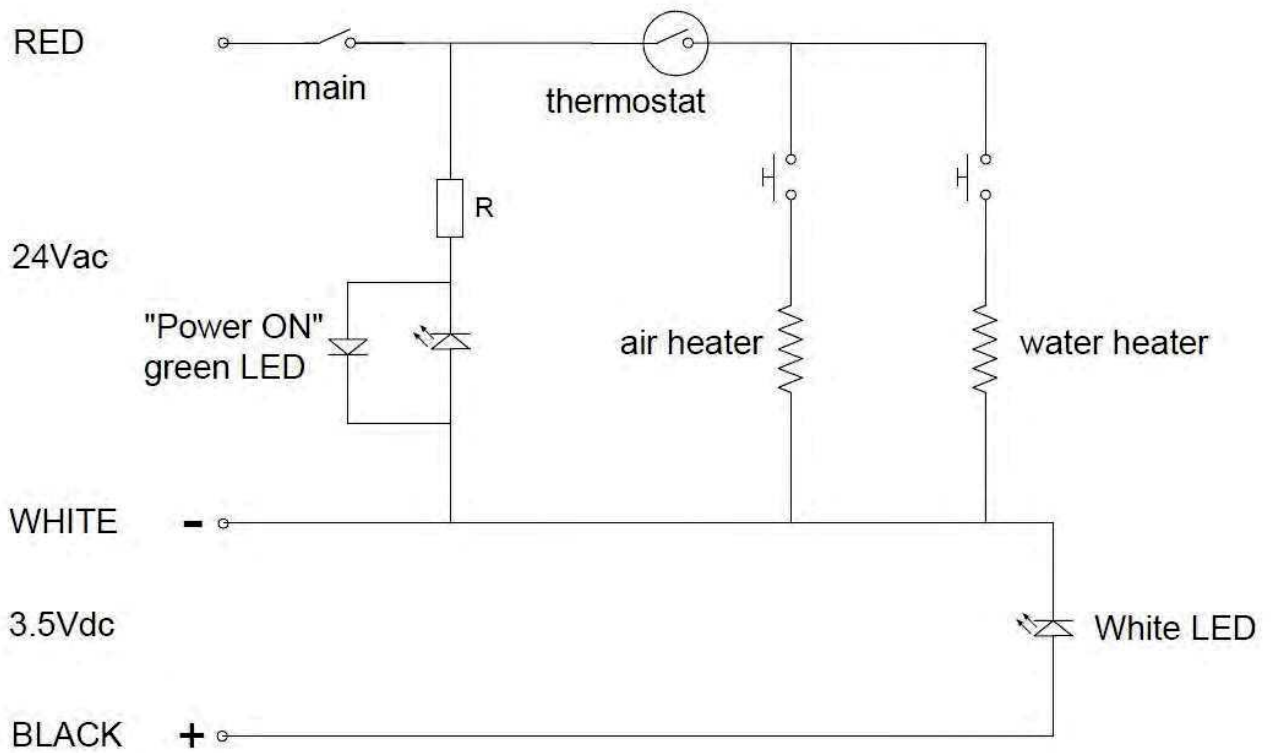 RED
main
thermostat
R
24Vac
"Power ON"
green LED
air heater
water heater
WHITE -
3.5Vdc
White LED
BLACK +